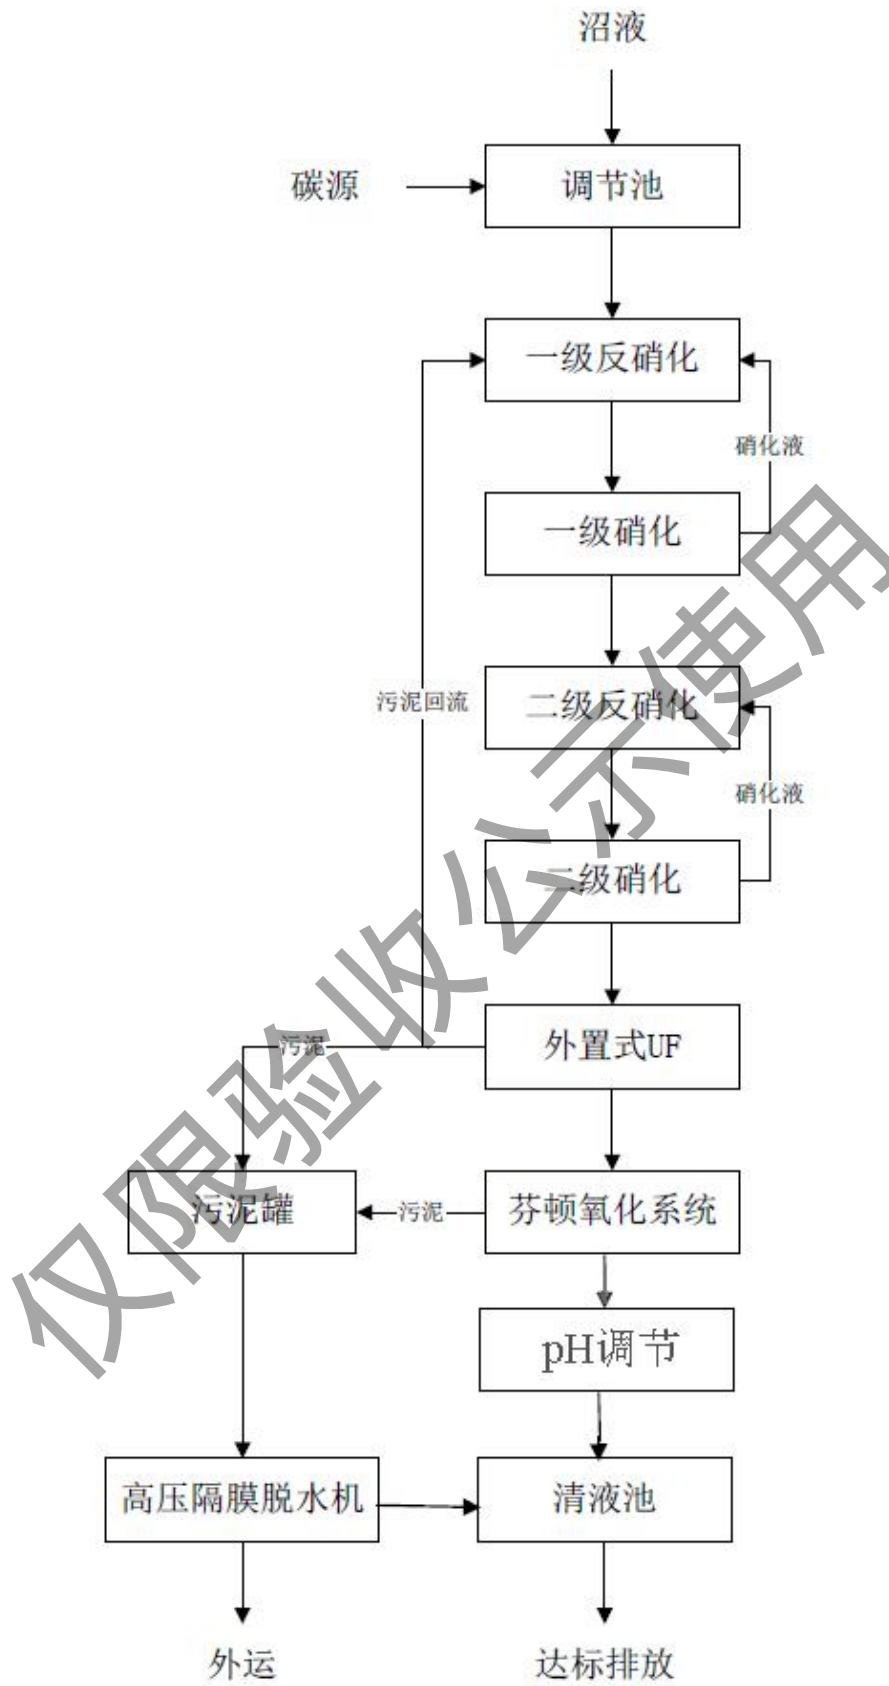 沼液
碳源
调节池
一级反硝化
硝化液
一级硝化
污泥回流
二级反硝化
硝化液
二级硝化
外置式UF
污泥
污泥罐
污泥
芬顿氧化系统
pH调节
高压隔膜脱水机
清液池
外运
达标排放
仅限验收公示使用